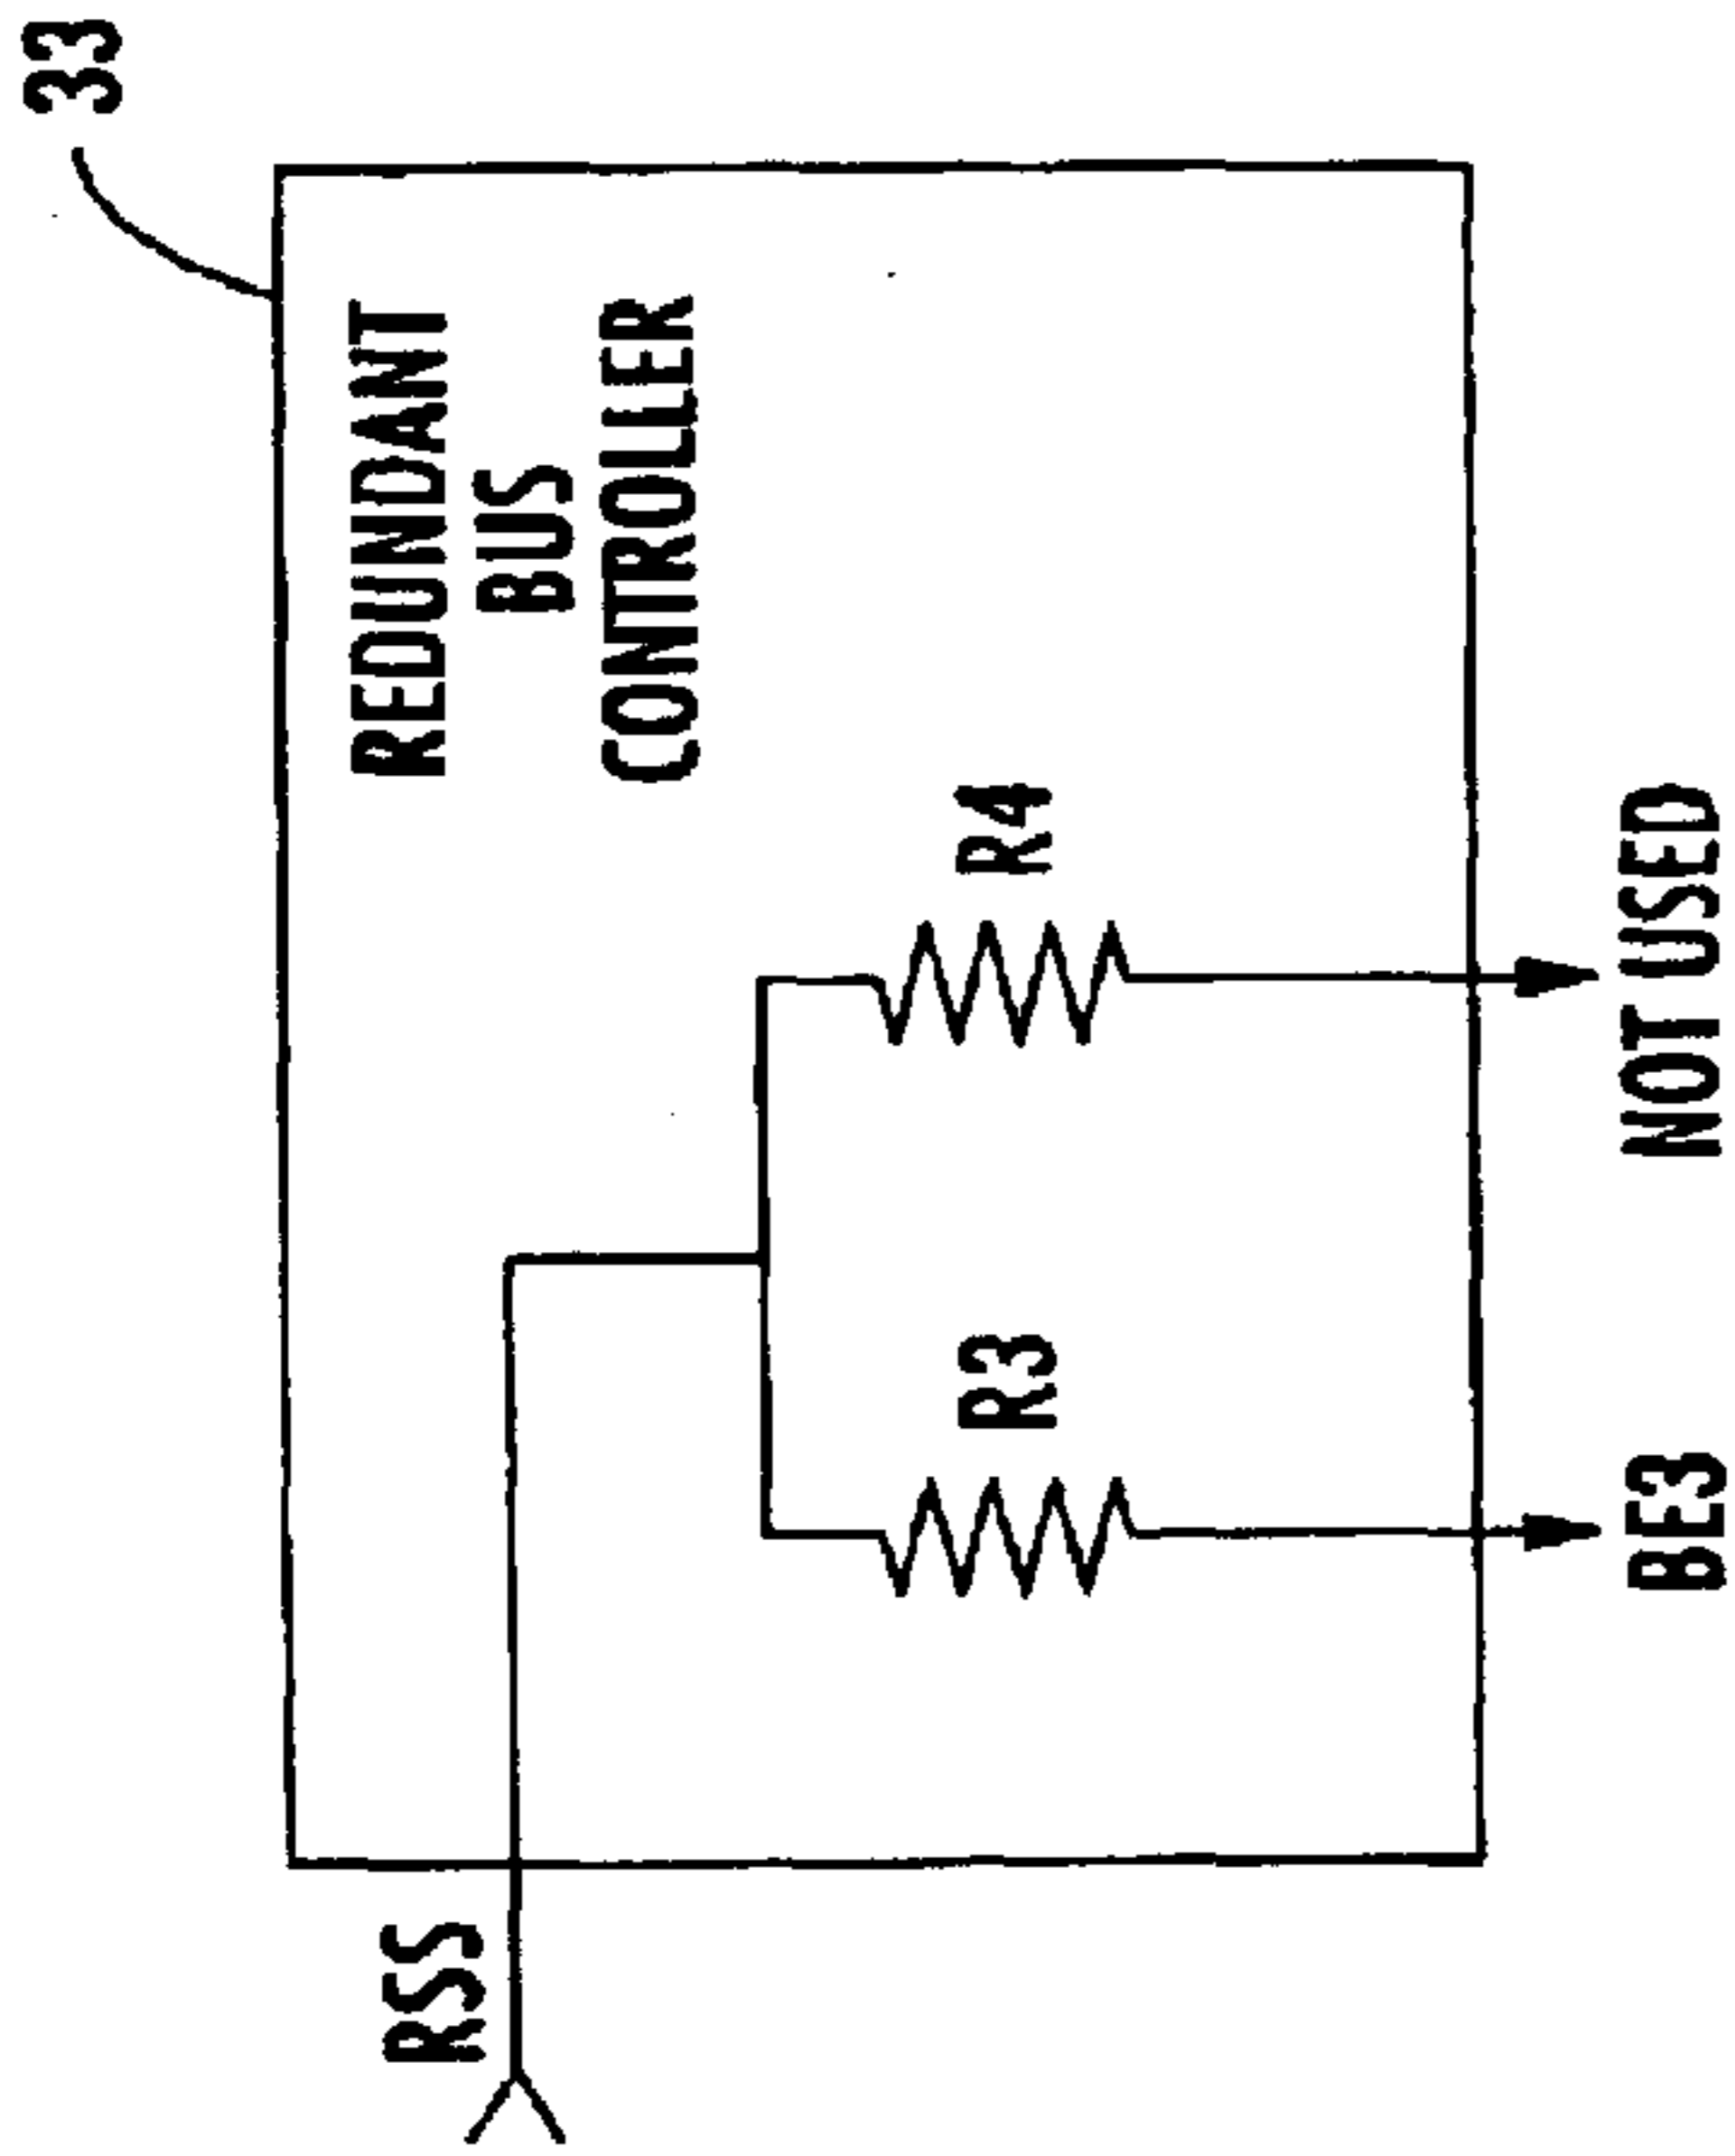 33
REDUNDANT
BUS
CONTROLLER
RSS
R3
R4
BE3
NOT USED